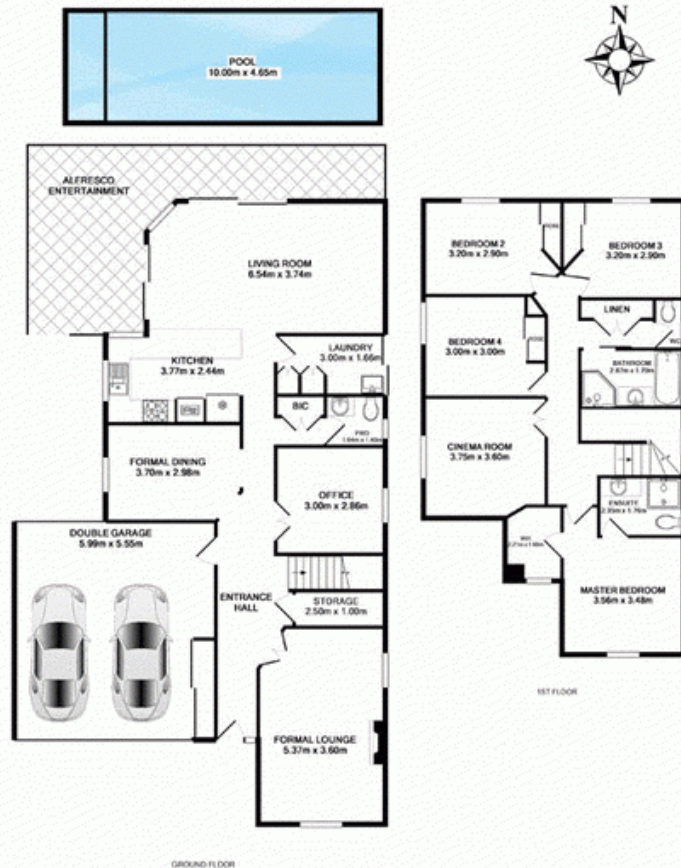 N
POOL
10.00m x 4.65m
ALFRESCO
ENTERTAINMENT
LIVING ROOM
6.54m x 3.74m
KITCHEN
3.77m x 2.44m
LAUNDRY
3.00m x 1.66m
BIC
PWD
FORMAL DINING
3.70m x 2.98m
OFFICE
3.00m x 2.86m
DOUBLE GARAGE
5.99m x 5.55m
ENTRANCE
HALL
STORAGE
2.50m x 1.00m
FORMAL LOUNGE
5.37m x 3.60m
GROUND FLOOR
BEDROOM 2
3.20m x 2.90m
BEDROOM 3
3.20m x 2.90m
LINEN
WC
BEDROOM 4
3.00m x 3.00m
BATHROOM
CINEMA ROOM
3.75m x 3.60m
ENSUITE
MASTER BEDROOM
3.56m x 3.48m
1ST FLOOR